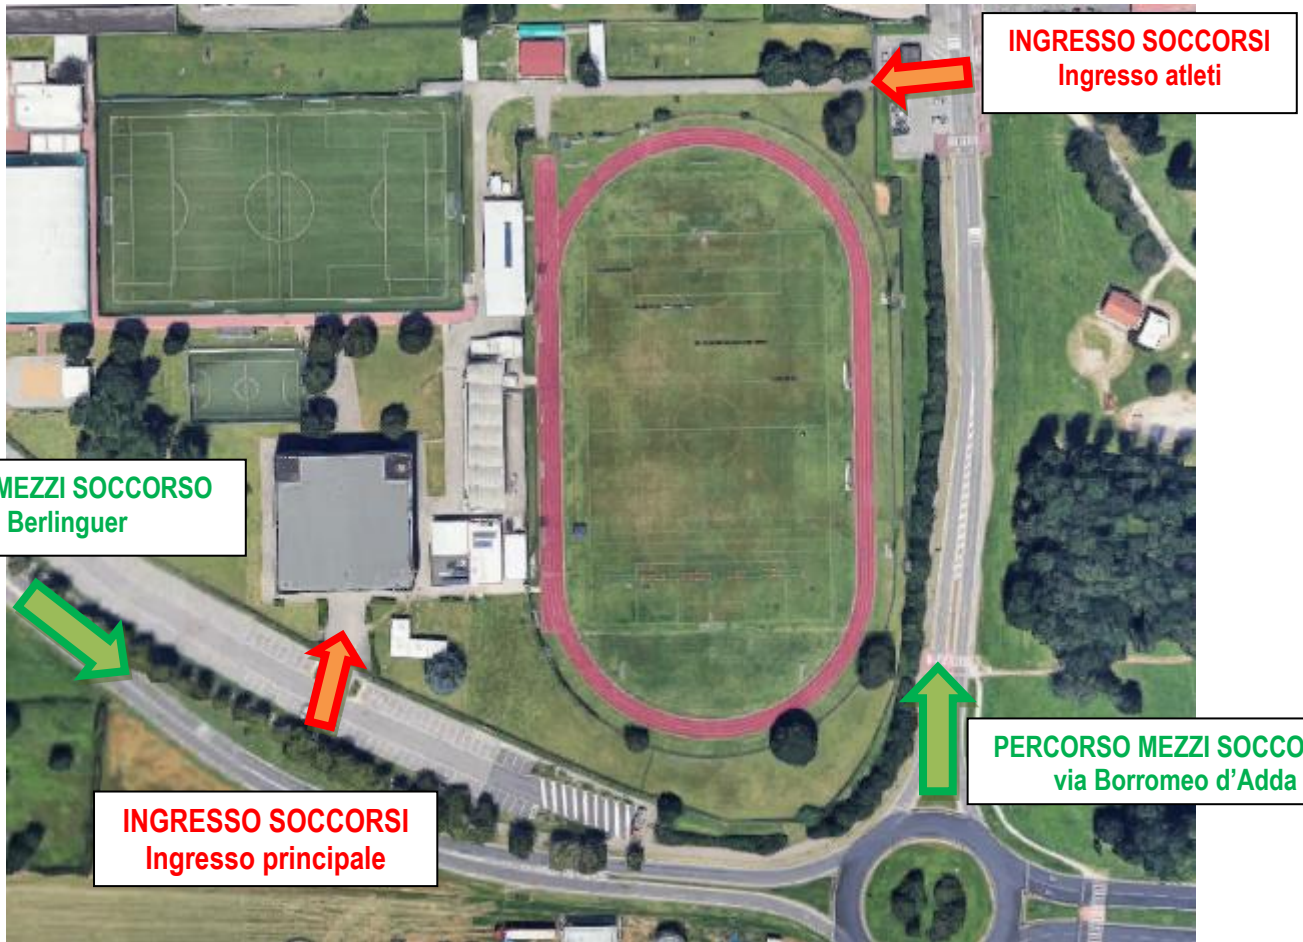 INGRESSO SOCCORSI
Ingresso atleti
MEZZI SOCCORSO
Berlinguer
PERCORSO MEZZI SOCCO
via Borromeo d'Adda
INGRESSO SOCCORSI
Ingresso principale